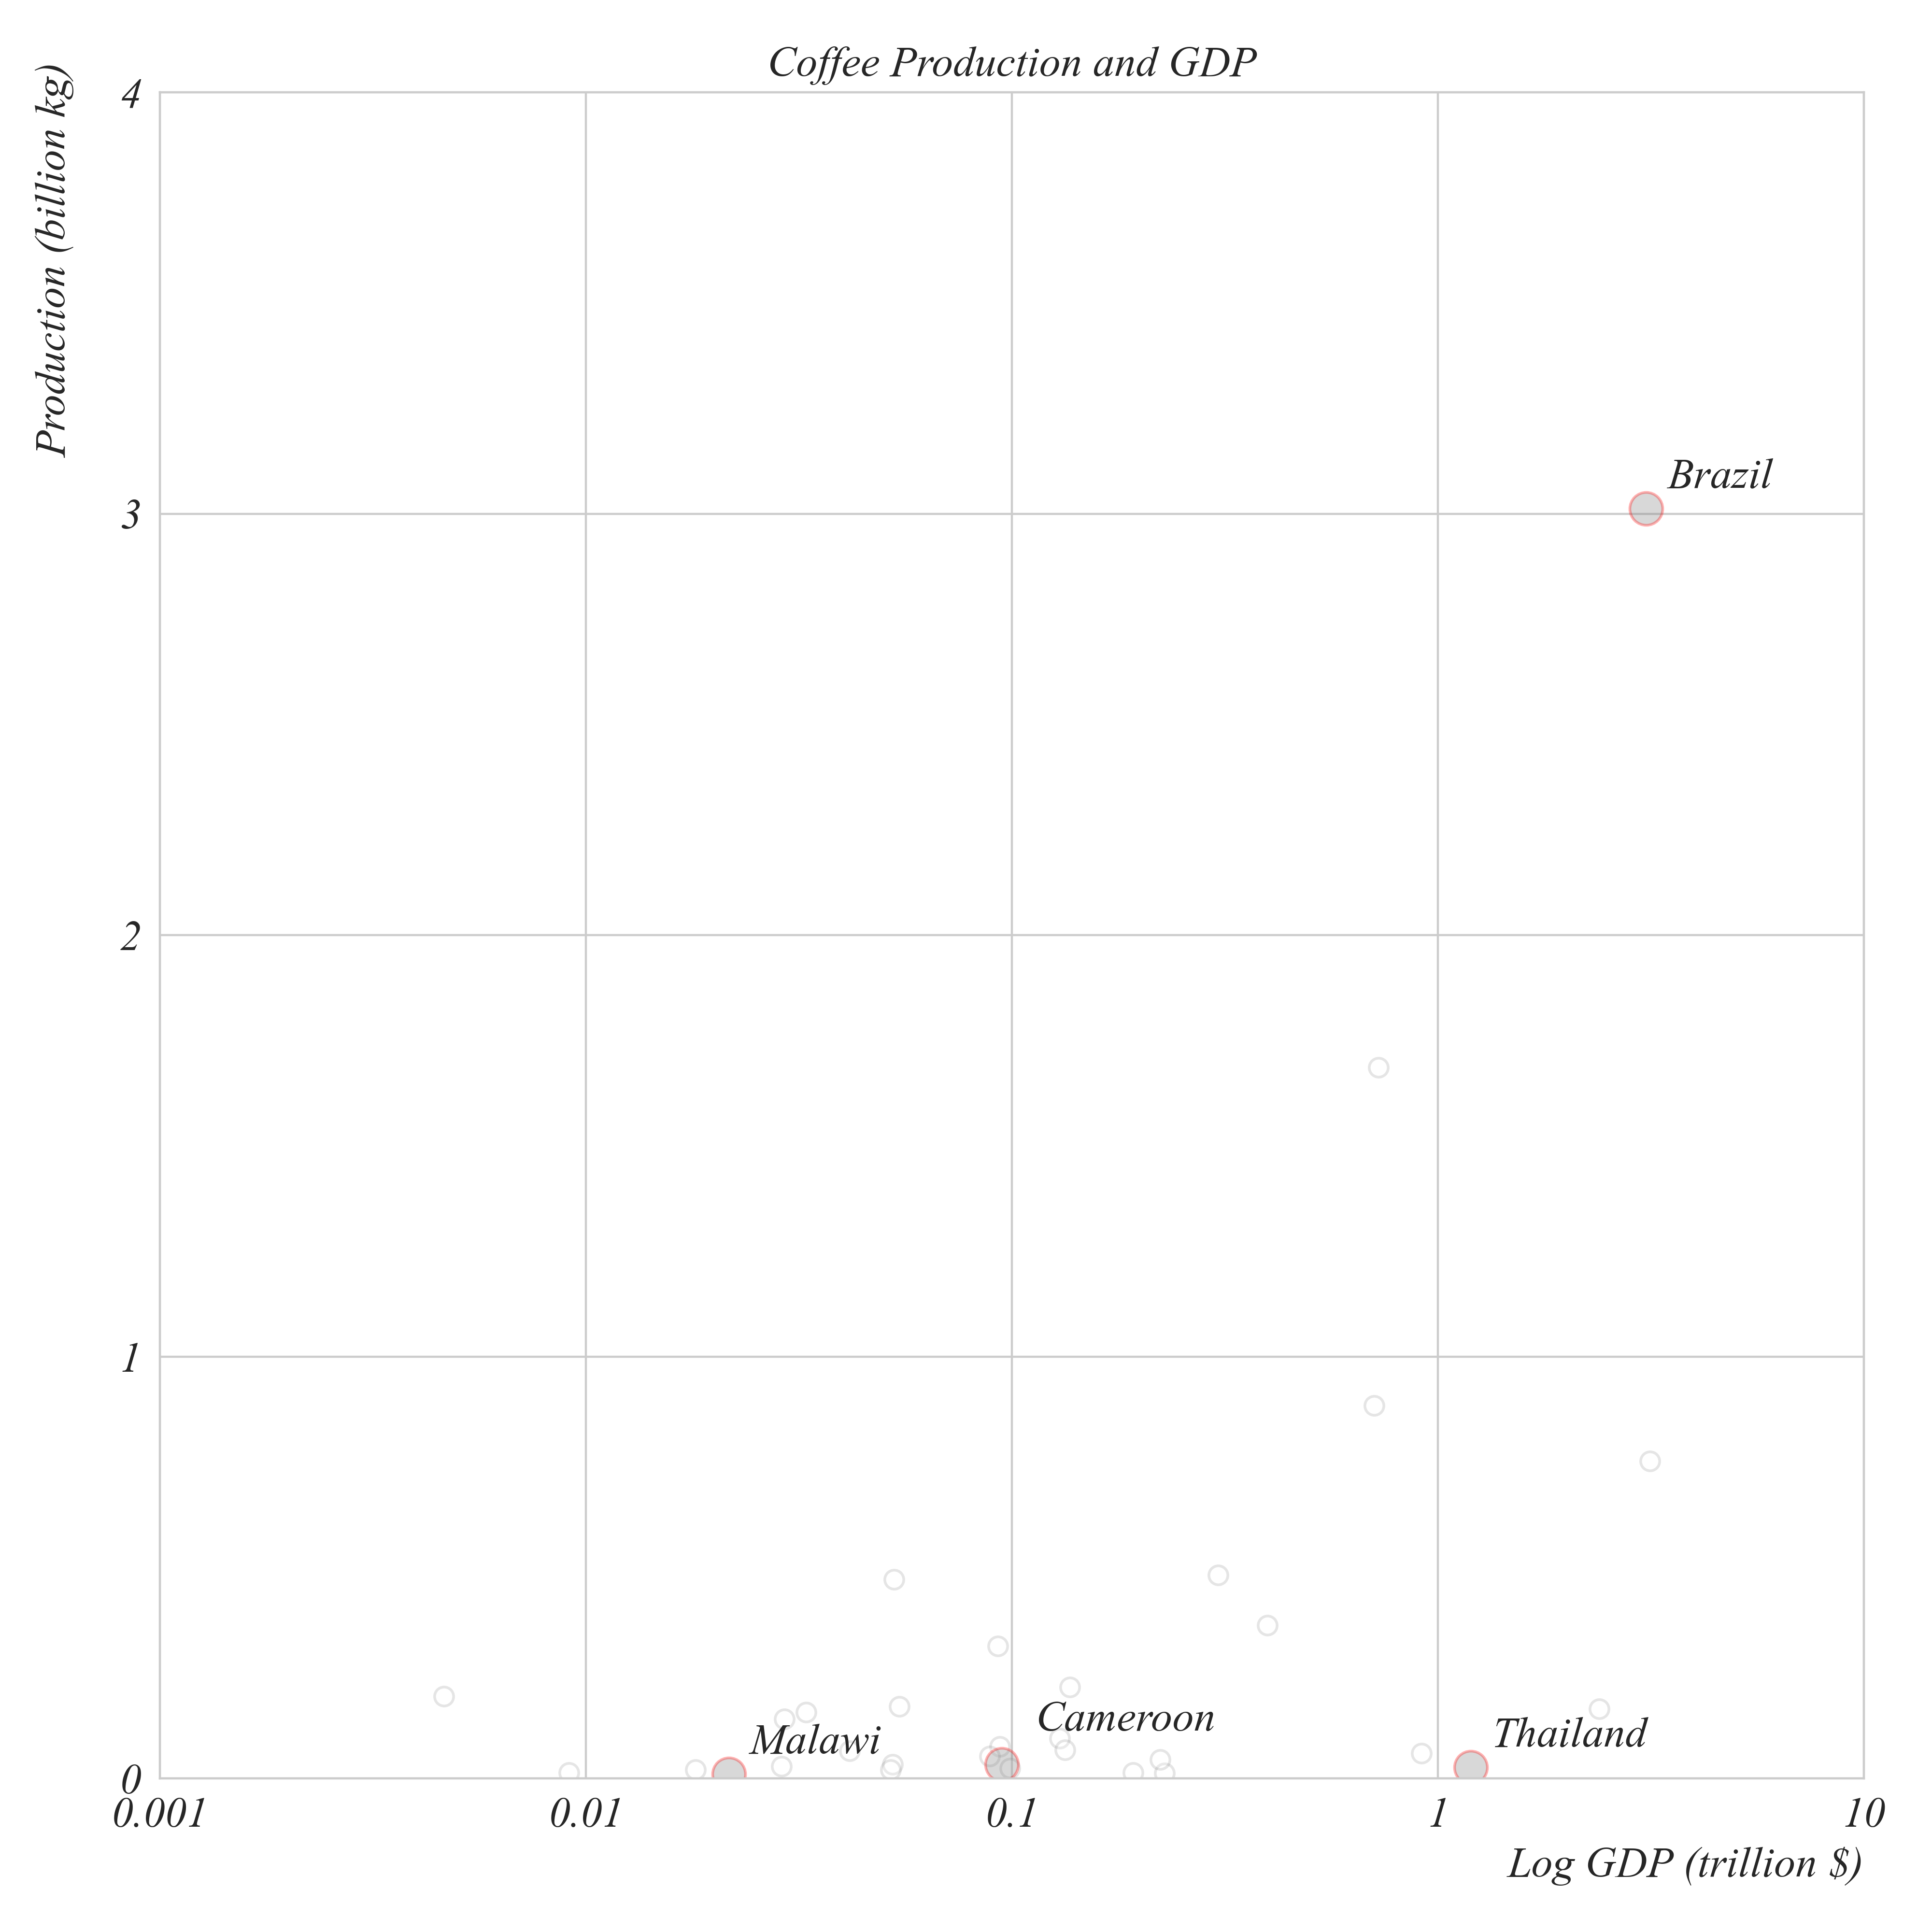 Coffee Production and GDP
Production (billion kg)
4
3
2
1
0
Brazil
Malawi
Cameroon
Thailand
0.001
0.01
0.1
1
10
Log GDP (trillion $)